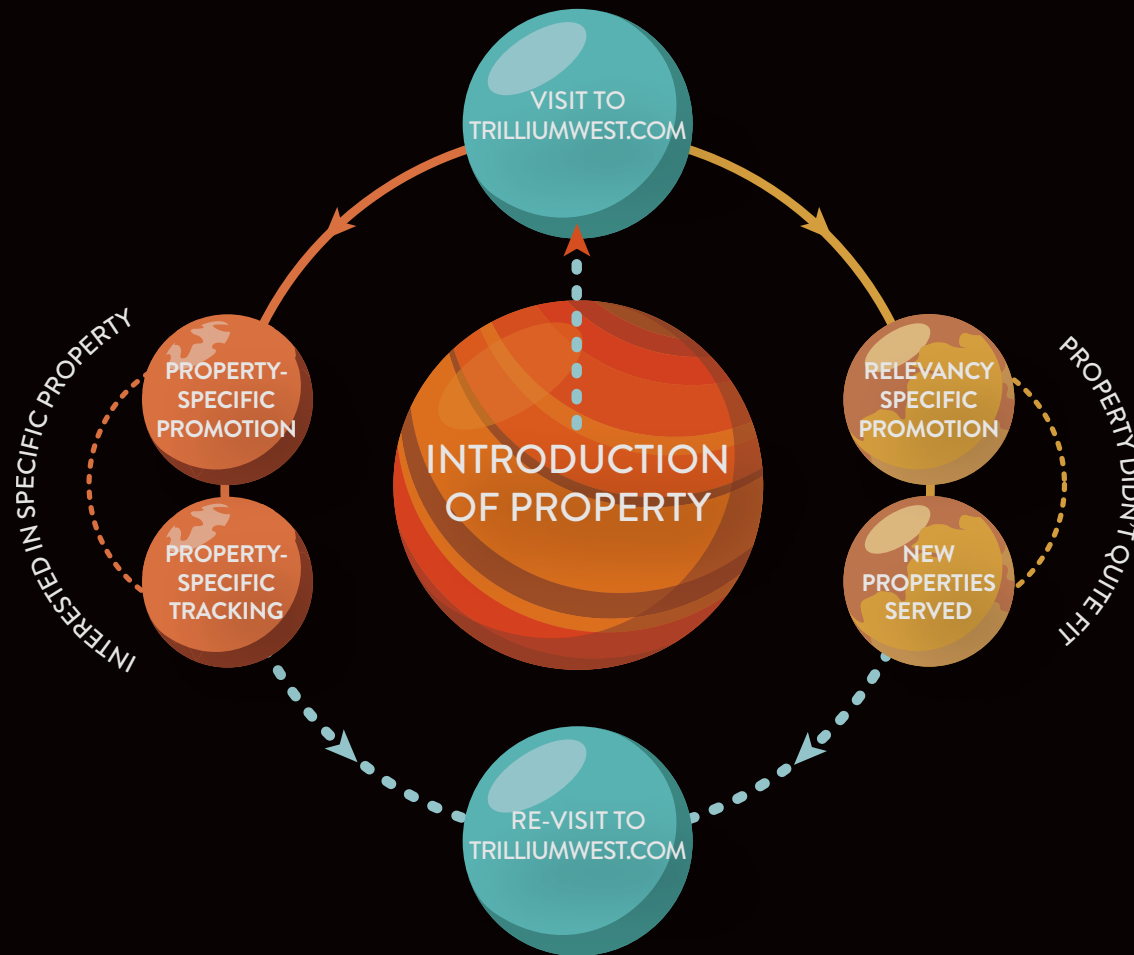 VISIT TO
TRILLIUMWEST.COM
INTERESTED IN SPECIFIC PROPERTY
PROPERTY-
SPECIFIC
PROMOTION
PROPERTY-
SPECIFIC
TRACKING
INTRODUCTION
OF PROPERTY
RELEVANCY
SPECIFIC
PROMOTION
NEW
PROPERTIES
SERVED
PROPERTY DIDN'T QUITE FIT
RE-VISIT TO
TRILLIUMWEST.COM